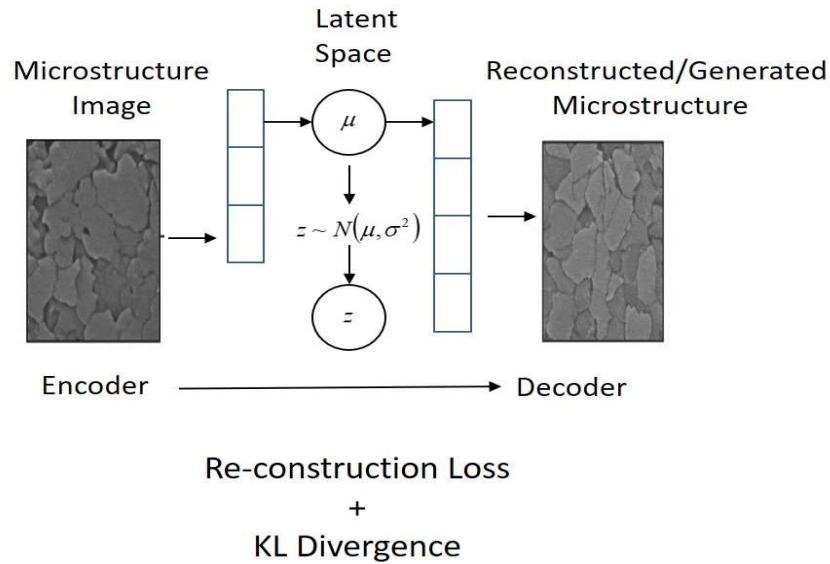 Latent
Space
Microstructure
Image
Reconstructed/Generated
Microstructure
μ
z ~ N(μ,σ²)
z
Encoder
Decoder
Re-construction Loss
+
KL Divergence